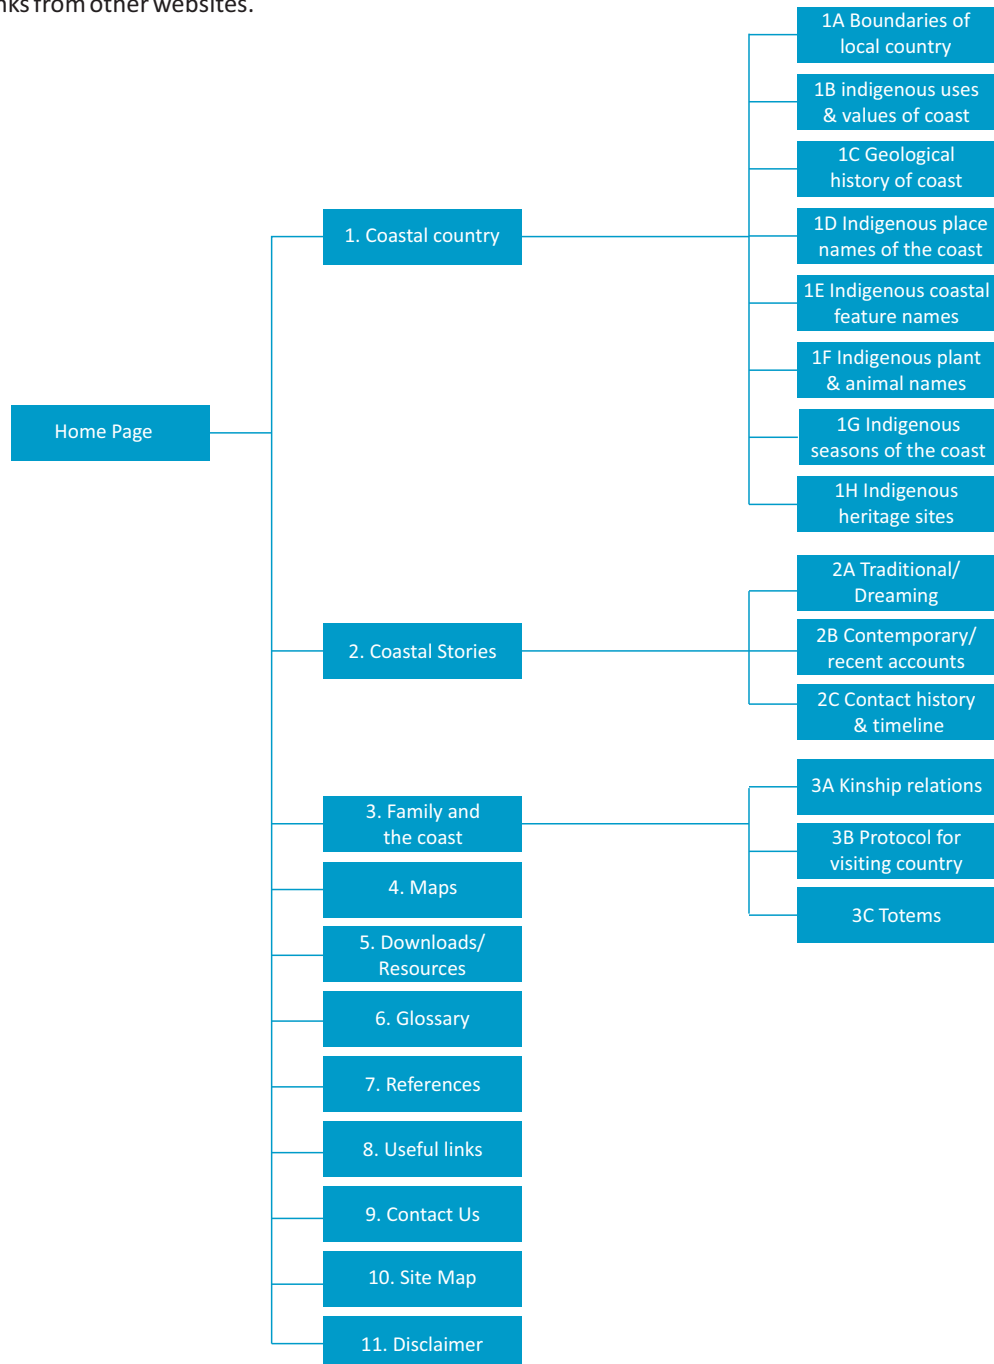 nks from other websites.
1A Boundaries of
local country
1B indigenous uses
& values of coast
1C Geological
history of coast
1. Coastal country
1D Indigenous place
names of the coast
1E Indigenous coastal
feature names
1F Indigenous plant
& animal names
Home Page
1G Indigenous
seasons of the coast
1H Indigenous
heritage sites
2A Traditional/
Dreaming
2. Coastal Stories
2B Contemporary/
recent accounts
2C Contact history
& timeline
3. Family and
the coast
3A Kinship relations
3B Protocol for
visiting country
3C Totems
4. Maps
5. Downloads/
Resources
6. Glossary
7. References
8. Useful links
9. Contact Us
10. Site Map
11. Disclaimer